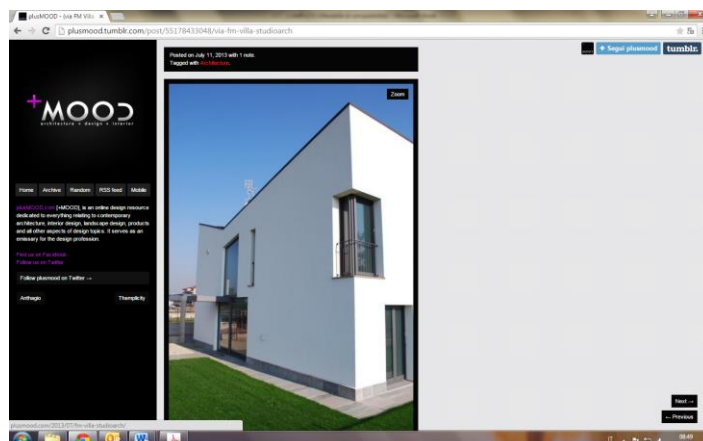 plusMOOD - (via FM Villa
plusmood.tumblr.com/post/55178433048/via-fm-villa-studioarch
Posted on July 11, 2013 with 1 note.
Tagged with Architecture.
+ Segui plusmood
tumblr.
Zoom
+MOOD
architecture + design + interior
Home Archive Random RSS feed Mobile
plusMOOD.com [+MOOD], is an online design resource
dedicated to everything relating to contemporary
architecture, interior design, landscape design, products
and all other aspects of design topics. It serves as an
emissary for the design profession.
Find us on Facebook
Follow us on Twitter
Follow plusmood on Twitter →
Anthagio Themplicity
Next →
← Previous
plusmood.com/2013/07/fm-villa-studioarch/
IT
08:49